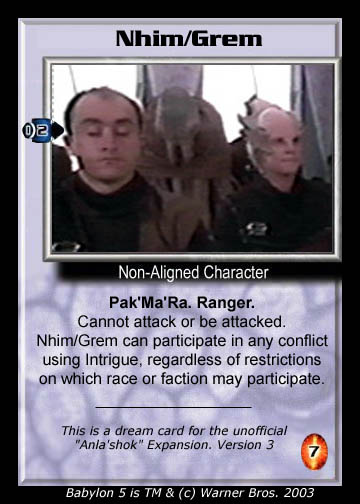 Nhim/Grem
2
Non-Aligned Character
Pak'Ma'Ra. Ranger.
Cannot attack or be attacked.
Nhim/Grem can participate in any conflict
using Intrigue, regardless of restrictions
on which race or faction may participate.
This is a dream card for the unofficial
"Anla'shok" Expansion. Version 3
7
Babylon 5 is TM & (c) Warner Bros. 2003